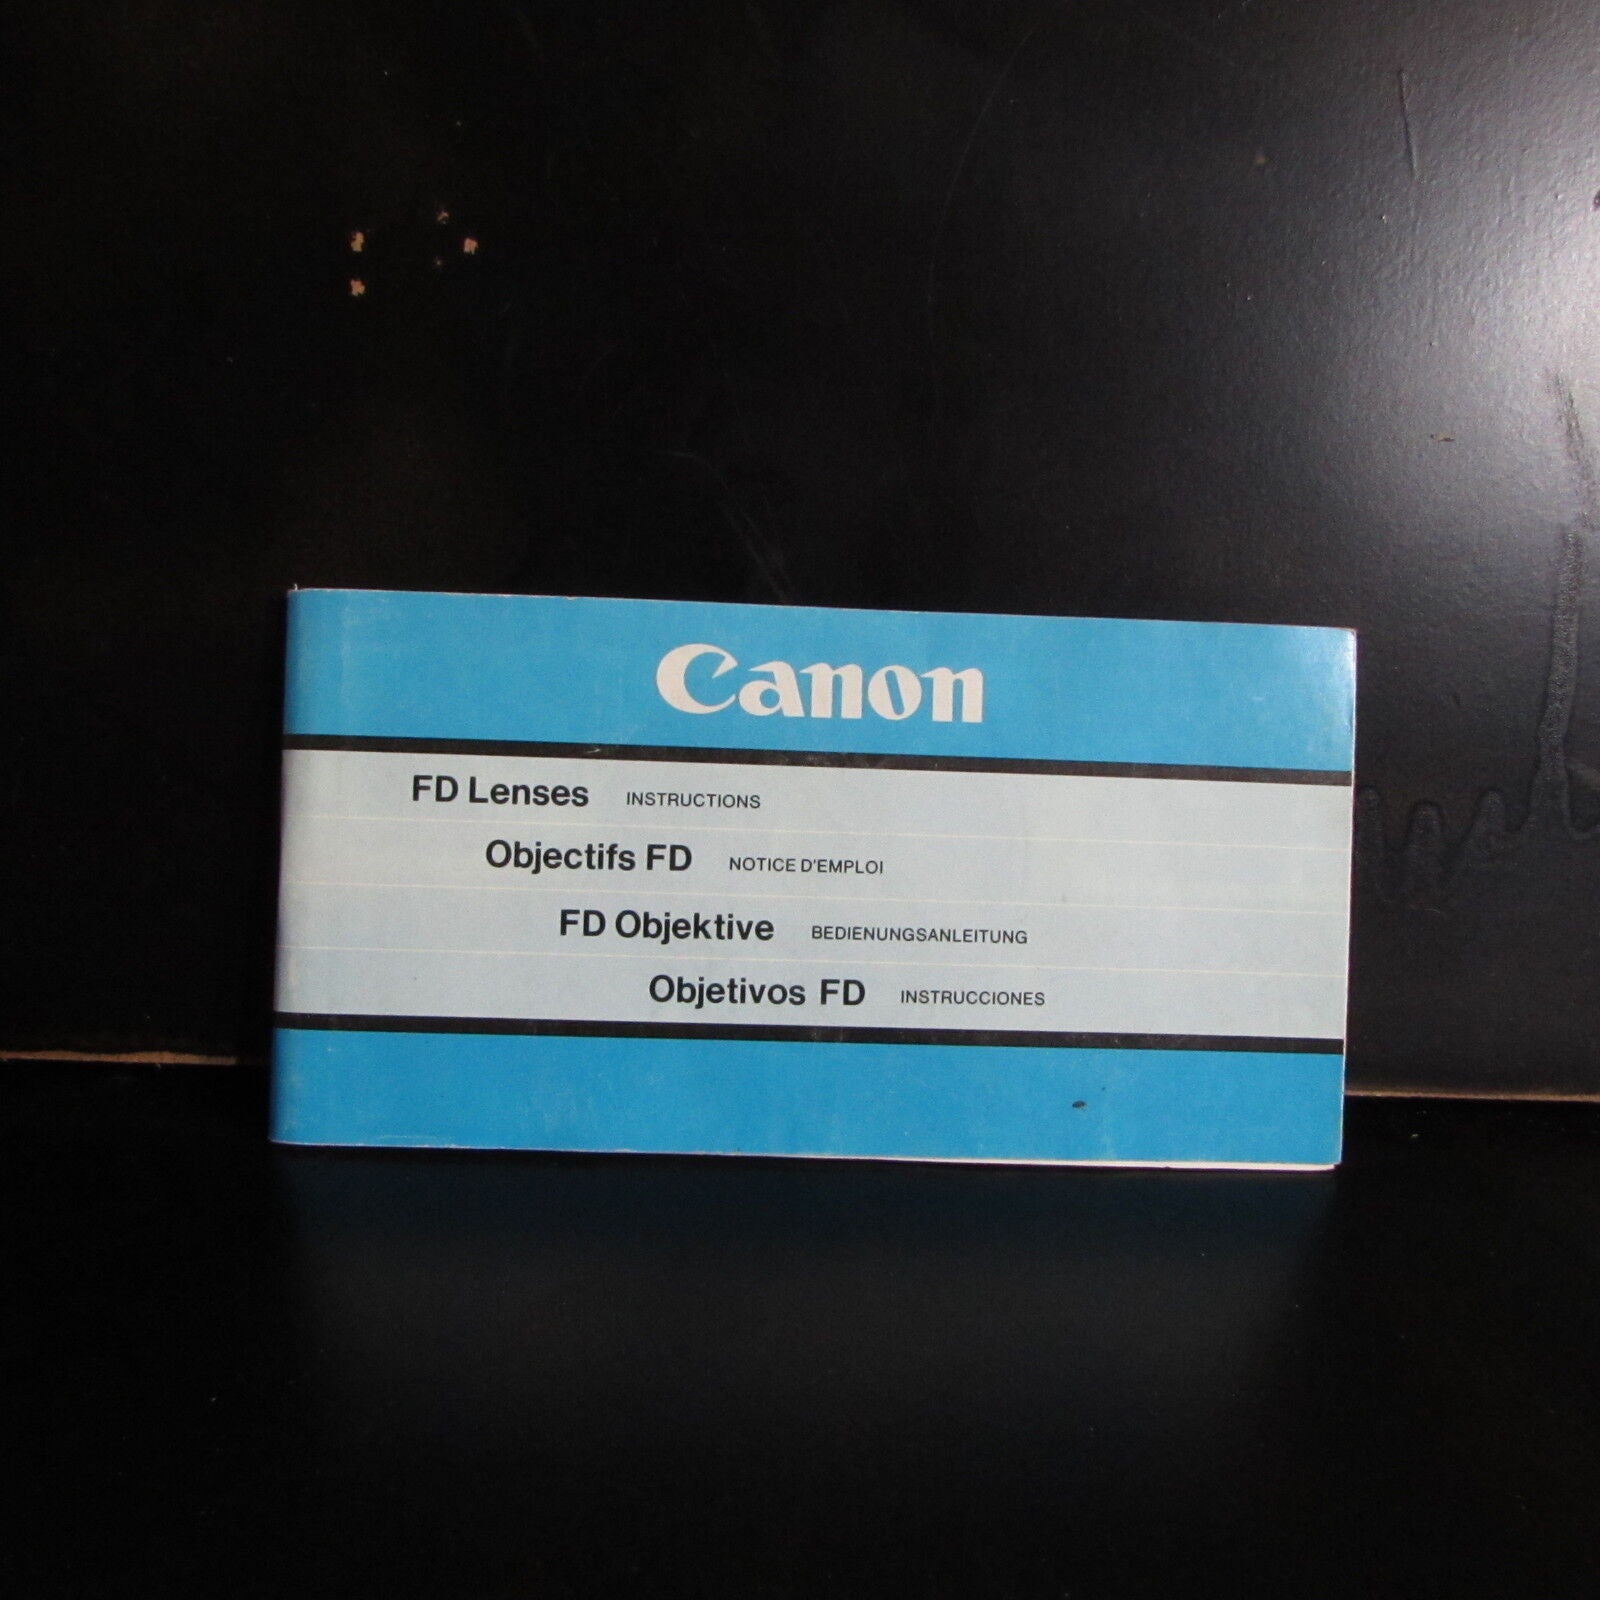 Canon
FD Lenses INSTRUCTIONS
Objectifs FD NOTICE D'EMPLOI
FD Objektive BEDIENUNGSANLEITUNG
Objetivos FD INSTRUCCIONES